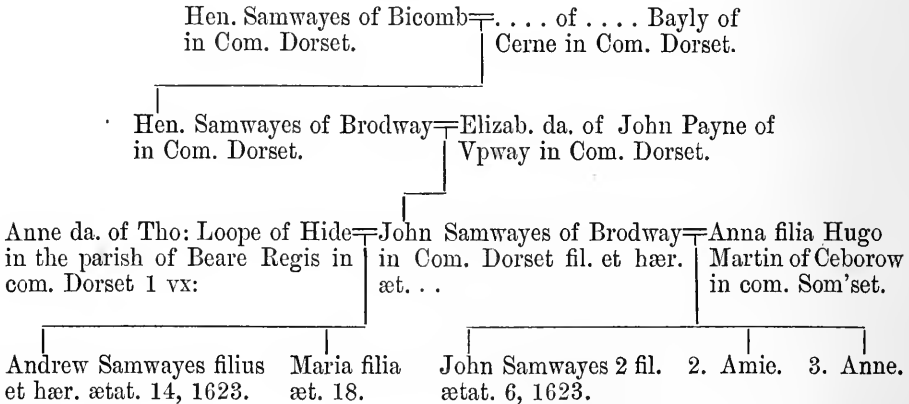 Hen. Samwayes of Bicomb=. . . . of . . . . Bayly of
in Com. Dorset. Cerne in Com. Dorset.
Hen. Samwayes of Brodway=Elizab. da. of John Payne of
in Com. Dorset. Vpway in Com. Dorset.
Anne da. of Tho: Loope of Hide=John Samwayes of Brodway=Anna filia Hugo
in the parish of Beare Regis in in Com. Dorset fil. et hær. Martin of Ceborow
com. Dorset 1 vx: æt. . . in com. Som'set.
Andrew Samwayes filius Maria filia John Samwayes 2 fil. 2. Amie. 3. Anne.
et hær. ætat. 14, 1623. æt. 18. ætat. 6, 1623.